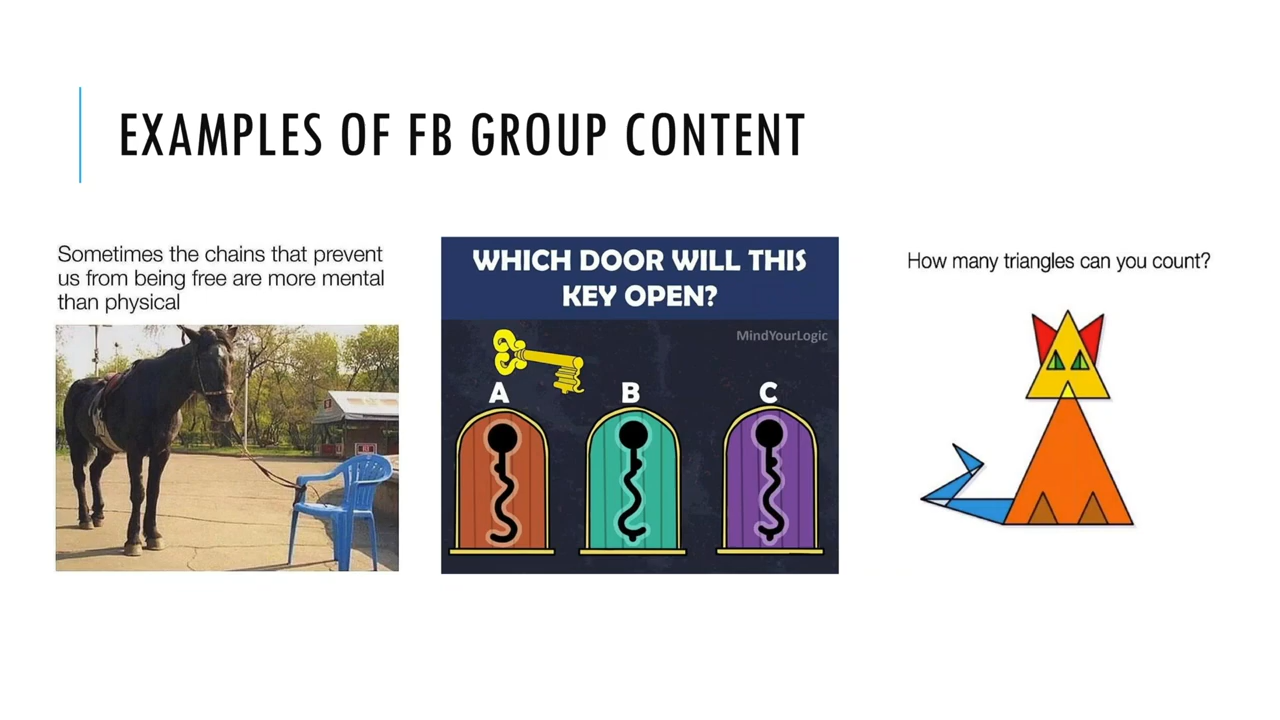 EXAMPLES OF FB GROUP CONTENT
Sometimes the chains that prevent
us from being free are more mental
than physical
WHICH DOOR WILL THIS
KEY OPEN?
MindYourLogic
A B C
How many triangles can you count?